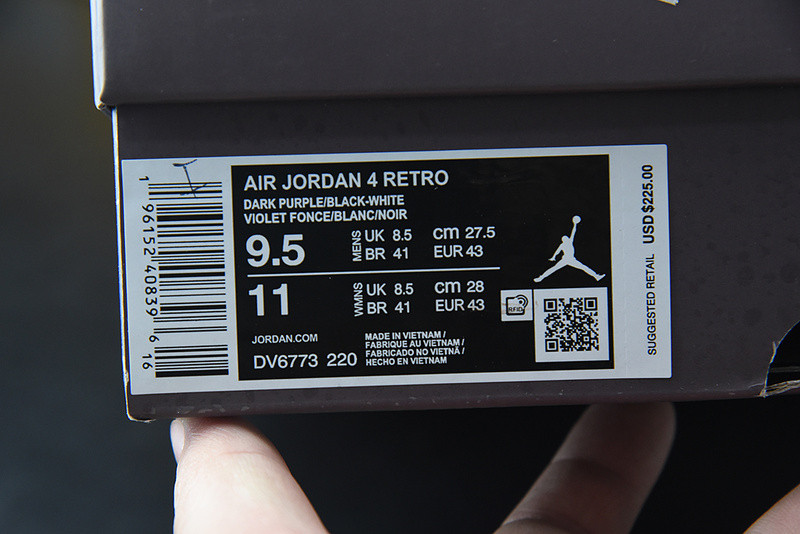 AIR JORDAN 4 RETRO
DARK PURPLE/BLACK-WHITE
VIOLET FONCE/BLANC/NOIR
9.5 MENS UK 8.5 cm 27.5
BR 41 EUR 43
11 WMNS UK 8.5 cm 28
BR 41 EUR 43
RFID
JORDAN.COM
DV6773 220
MADE IN VIETNAM /
FABRIQUE AU VIETNAM /
FABRICADO NO VIETNÃ /
HECHO EN VIETNAM
1 96152 40839 6 16
SUGGESTED RETAIL USD $225.00